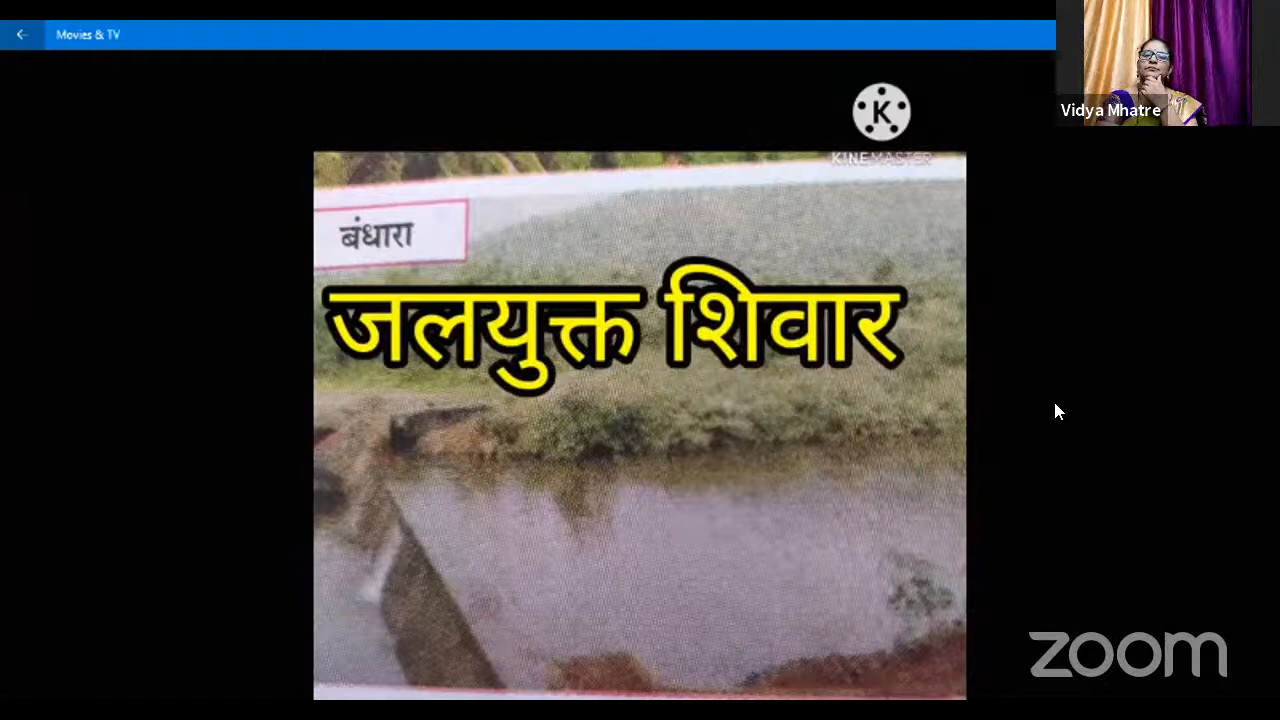 Movies & TV
Vidya Mhatre
K
KINEMASTER
बंधारा
जलयुक्त शिवार
zoom